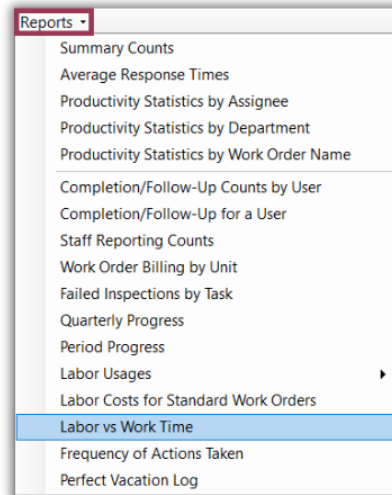 Reports
Summary Counts
Average Response Times
Productivity Statistics by Assignee
Productivity Statistics by Department
Productivity Statistics by Work Order Name
Completion/Follow-Up Counts by User
Completion/Follow-Up for a User
Staff Reporting Counts
Work Order Billing by Unit
Failed Inspections by Task
Quarterly Progress
Period Progress
Labor Usages
Labor Costs for Standard Work Orders
Labor vs Work Time
Frequency of Actions Taken
Perfect Vacation Log